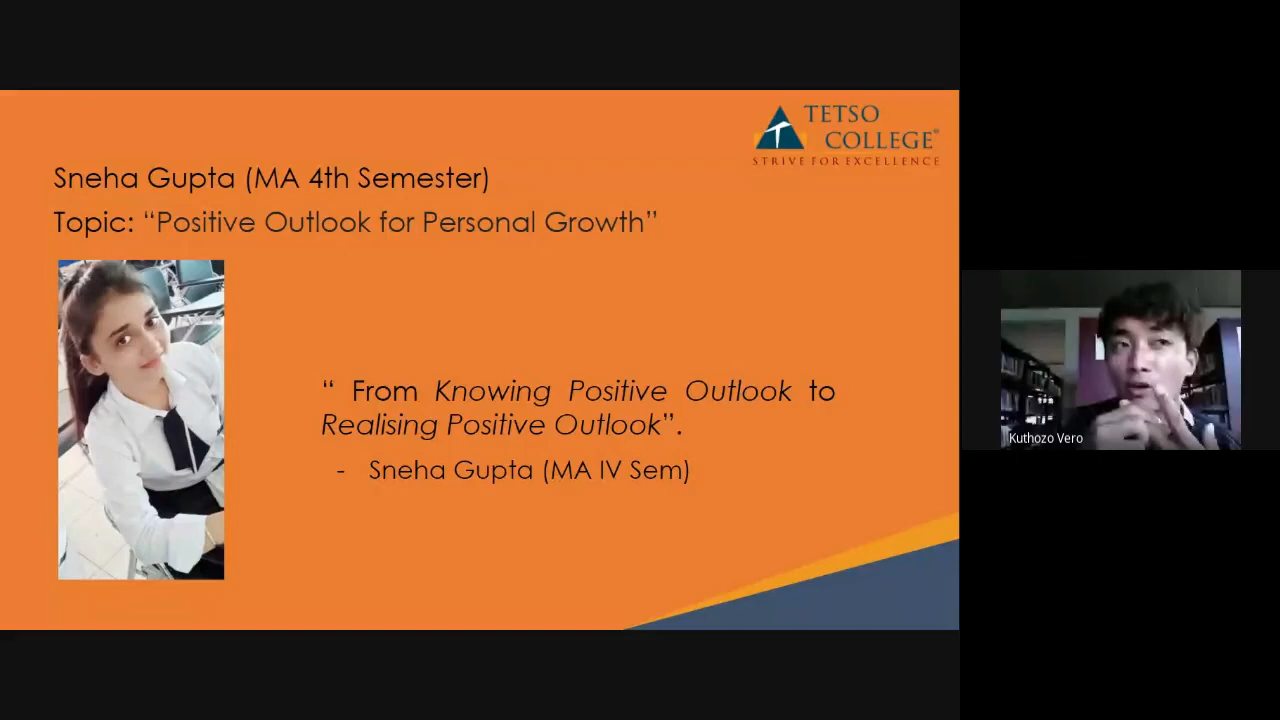 TETSO
COLLEGE®
STRIVE FOR EXCELLENCE
Sneha Gupta (MA 4th Semester)
Topic: “Positive Outlook for Personal Growth”
“ From Knowing Positive Outlook to
Realising Positive Outlook”.
- Sneha Gupta (MA IV Sem)
Kuthozo Vero